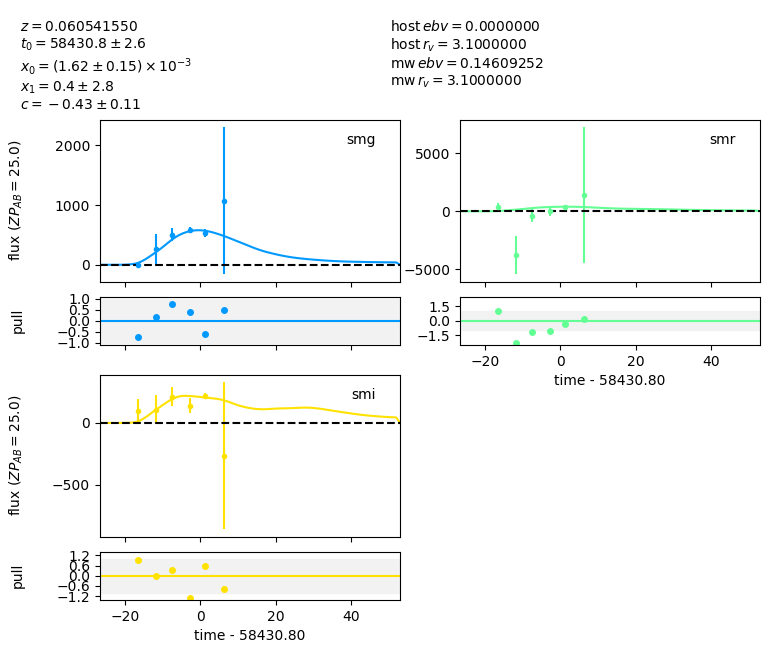 z = 0.060541550
t₀ = 58430.8 ± 2.6
x₀ = (1.62 ± 0.15) × 10⁻³
x₁ = 0.4 ± 2.8
c = −0.43 ± 0.11
host ebv = 0.0000000
host r_v = 3.1000000
mw ebv = 0.14609252
mw r_v = 3.1000000
smg
flux (ZP_AB = 25.0)
2000
1000
0
smr
5000
0
−5000
pull
1.0
0.5
0.0
−0.5
−1.0
1.5
0.0
−1.5
−20 0 20 40
time - 58430.80
smi
flux (ZP_AB = 25.0)
0
−500
pull
1.2
0.6
0.0
−0.6
−1.2
−20 0 20 40
time - 58430.80